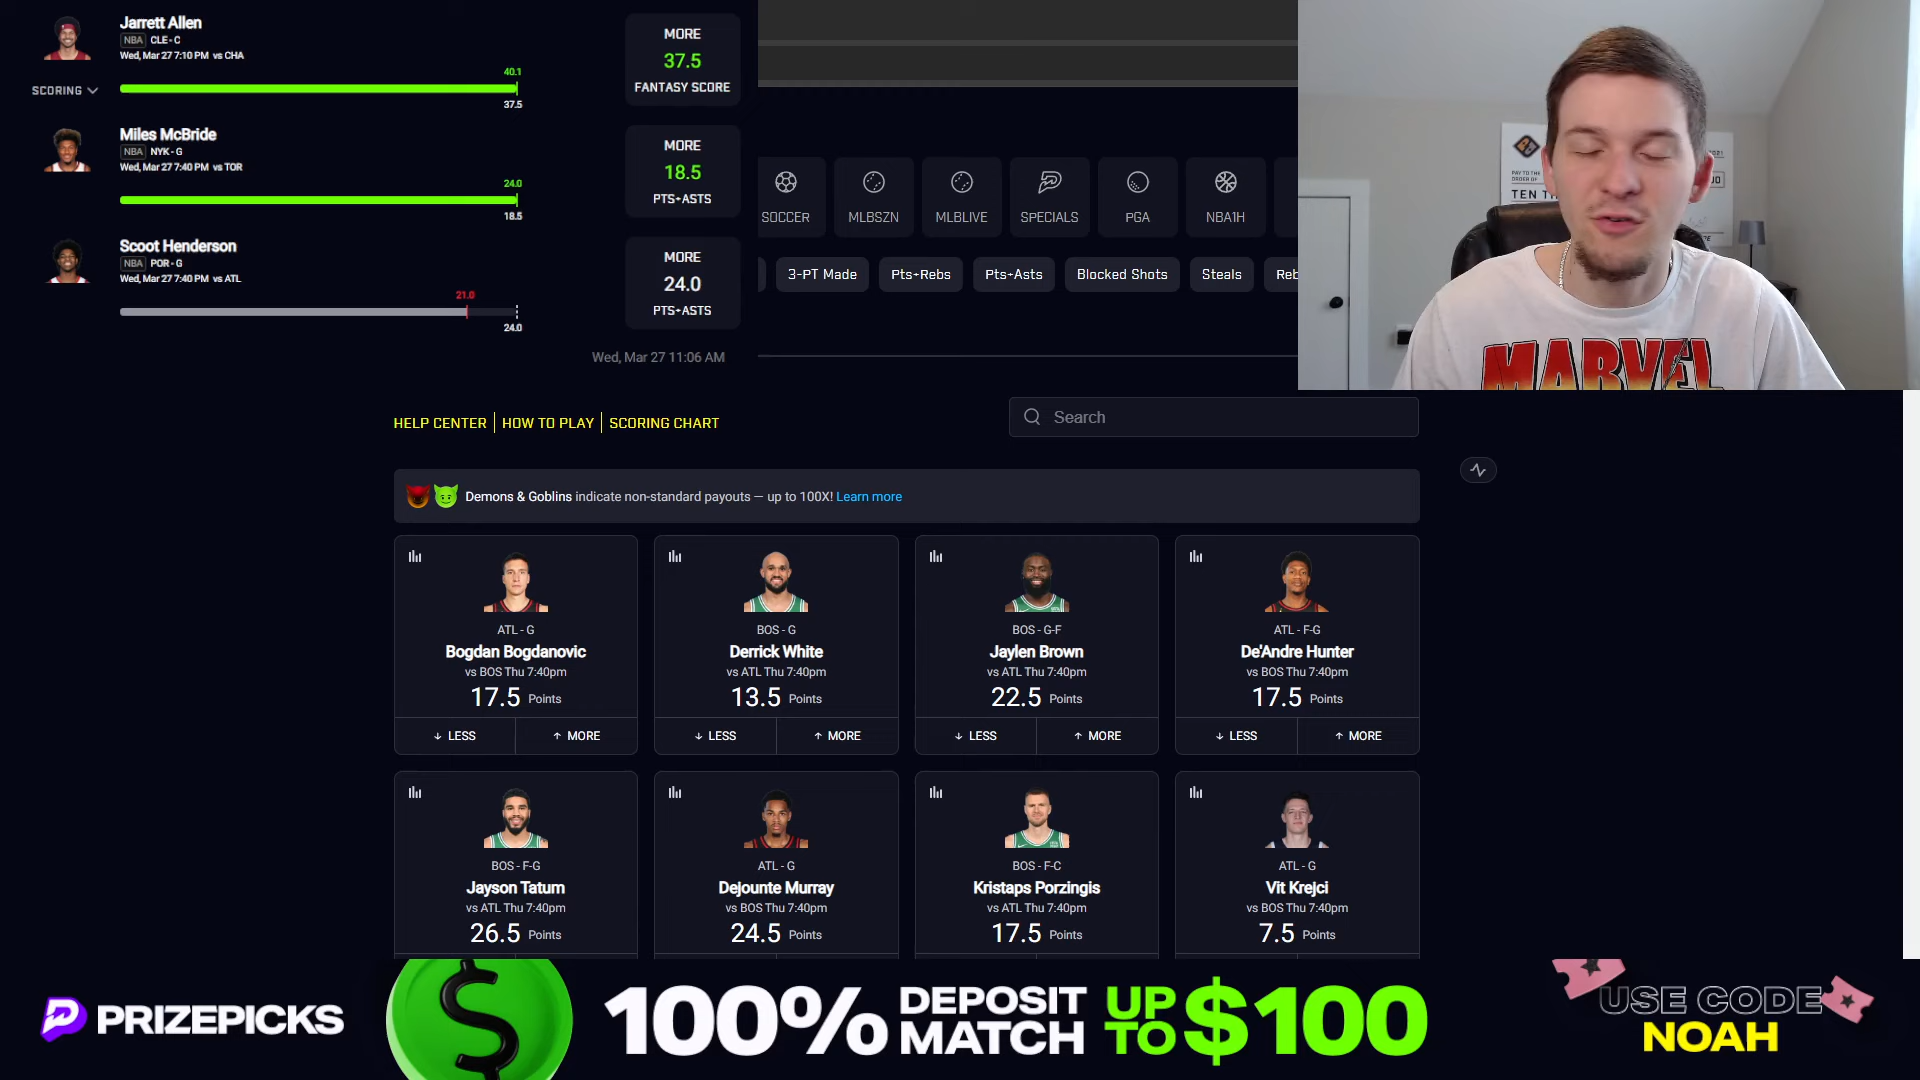 Jarrett Allen
NBA CLE - C
Wed, Mar 27 7:10 PM vs CHA
SCORING
40.1
37.5
MORE
37.5
FANTASY SCORE
Miles McBride
NBA NYK - G
Wed, Mar 27 7:40 PM vs TOR
24.0
18.5
MORE
18.5
PTS+ASTS
Scoot Henderson
NBA POR - G
Wed, Mar 27 7:40 PM vs ATL
21.0
24.0
MORE
24.0
PTS+ASTS
Wed, Mar 27 11:06 AM
SOCCER MLBSZN MLBLIVE SPECIALS PGA NBA1H
3-PT Made Pts+Rebs Pts+Asts Blocked Shots Steals Reb
PAY TO THE
ORDER OF
TEN
2021
MARVEL
HELP CENTER HOW TO PLAY SCORING CHART
Search
Demons & Goblins indicate non-standard payouts — up to 100X! Learn more
ATL - G
Bogdan Bogdanovic
vs BOS Thu 7:40pm
17.5 Points
LESS MORE
BOS - G
Derrick White
vs ATL Thu 7:40pm
13.5 Points
LESS MORE
BOS - G-F
Jaylen Brown
vs ATL Thu 7:40pm
22.5 Points
LESS MORE
ATL - F-G
De'Andre Hunter
vs BOS Thu 7:40pm
17.5 Points
LESS MORE
BOS - F-G
Jayson Tatum
vs ATL Thu 7:40pm
26.5 Points
ATL - G
Dejounte Murray
vs BOS Thu 7:40pm
24.5 Points
BOS - F-C
Kristaps Porzingis
vs ATL Thu 7:40pm
17.5 Points
ATL - G
Vit Krejci
vs BOS Thu 7:40pm
7.5 Points
PRIZEPICKS
100% DEPOSIT MATCH UP TO $100
USE CODE
NOAH